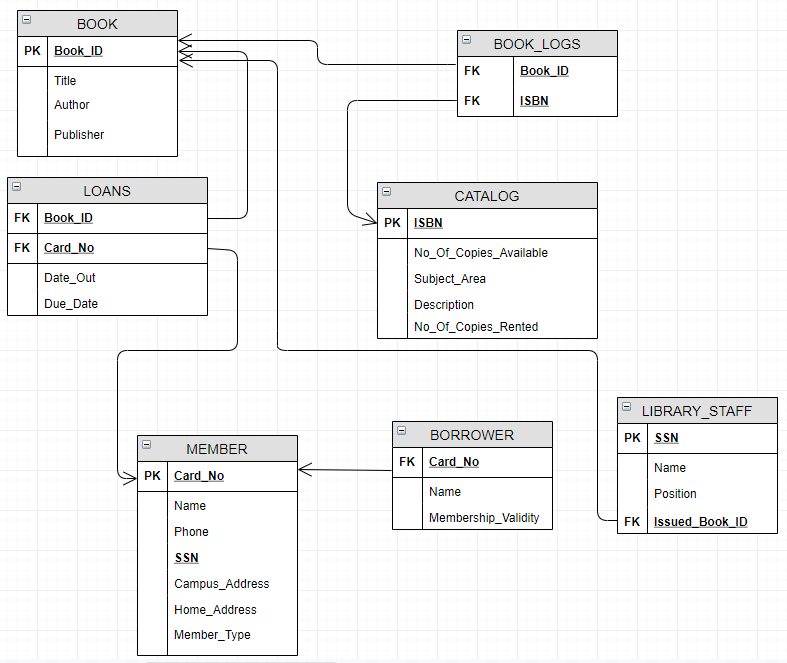 BOOK
PK Book_ID
Title
Author
Publisher
BOOK_LOGS
FK Book_ID
FK ISBN
LOANS
FK Book_ID
FK Card_No
Date_Out
Due_Date
CATALOG
PK ISBN
No_Of_Copies_Available
Subject_Area
Description
No_Of_Copies_Rented
MEMBER
PK Card_No
Name
Phone
SSN
Campus_Address
Home_Address
Member_Type
BORROWER
FK Card_No
Name
Membership_Validity
LIBRARY_STAFF
PK SSN
Name
Position
FK Issued_Book_ID